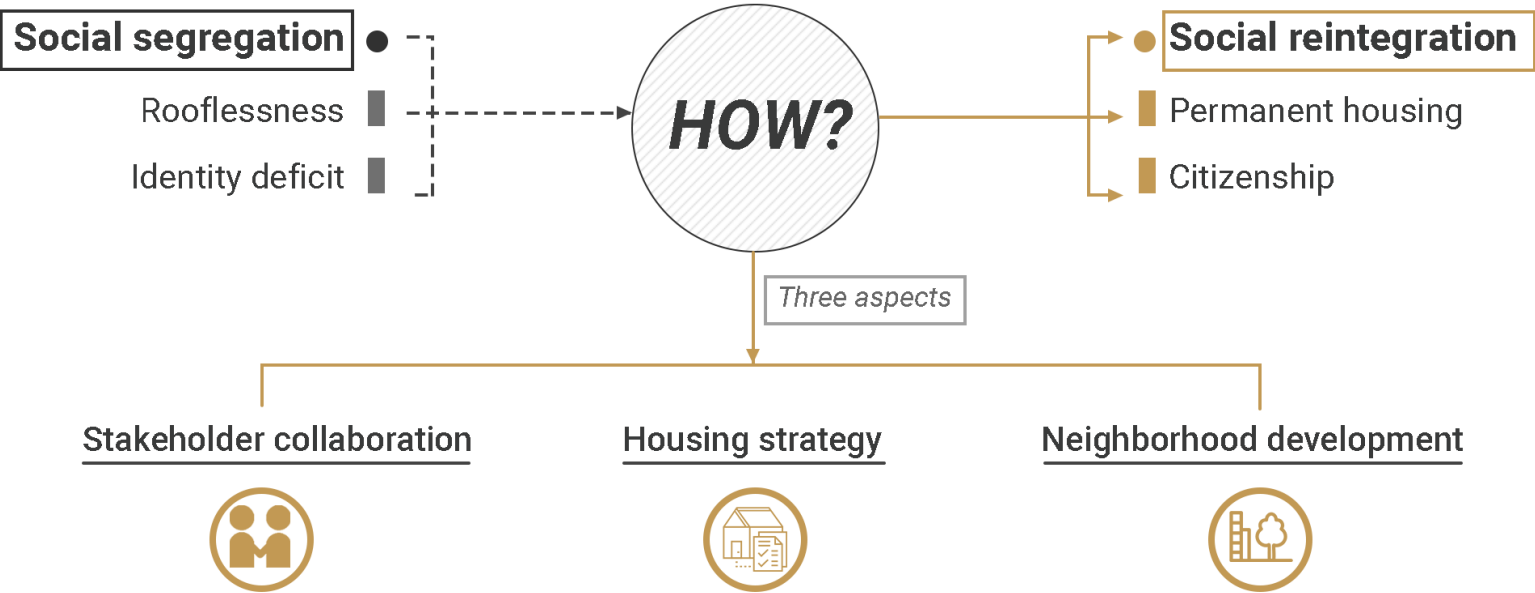 Social segregation
Rooflessness
Identity deficit
HOW?
Social reintegration
Permanent housing
Citizenship
Three aspects
Stakeholder collaboration
Housing strategy
Neighborhood development